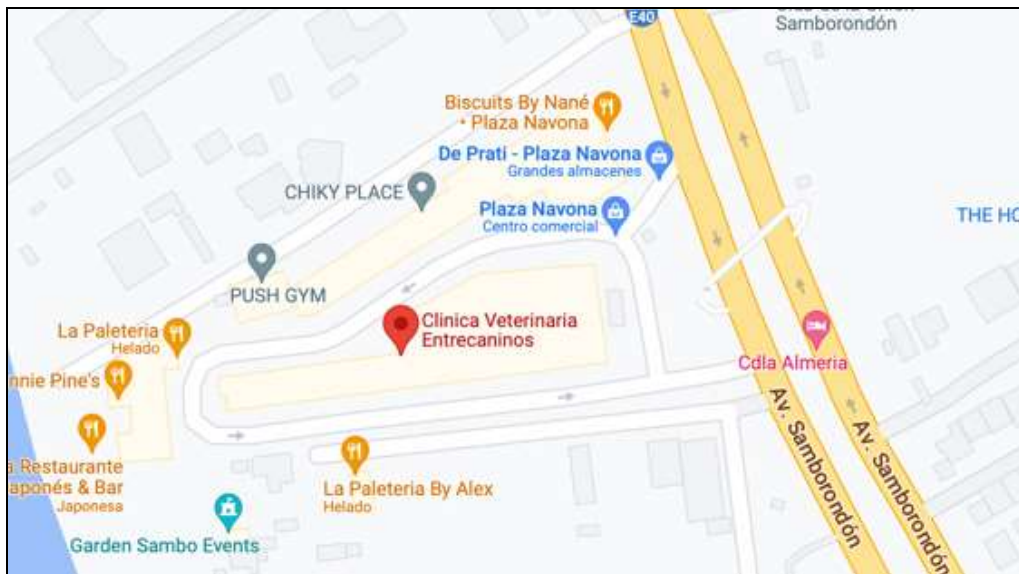 E40
Samborondón
Biscuits By Nané
• Plaza Navona
De Prati - Plaza Navona
Grandes almacenes
CHIKY PLACE
Plaza Navona
Centro comercial
THE HO
PUSH GYM
La Paleteria
Helado
Clinica Veterinaria
Entrecaninos
nnie Pine's
Cdla Almeria
Av. Samborondón
Av. Samborondón
a Restaurante
aponés & Bar
Japonesa
La Paleteria By Alex
Helado
Garden Sambo Events